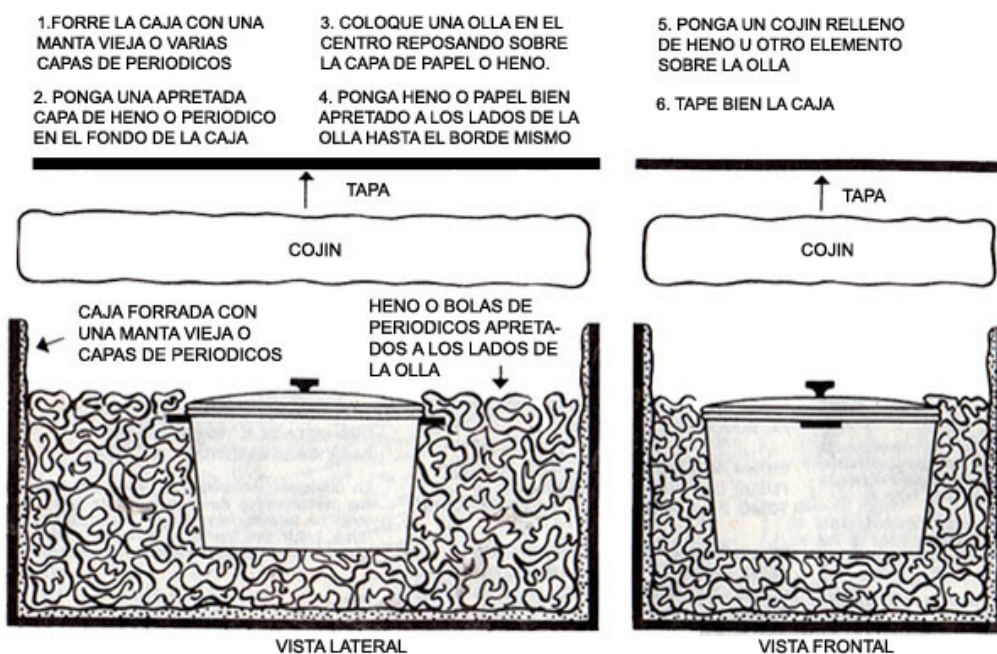 1.FORRE LA CAJA CON UNA
MANTA VIEJA O VARIAS
CAPAS DE PERIODICOS
2. PONGA UNA APRETADA
CAPA DE HENO O PERIODICO
EN EL FONDO DE LA CAJA
3. COLOQUE UNA OLLA EN EL
CENTRO REPOSANDO SOBRE
LA CAPA DE PAPEL O HENO.
4. PONGA HENO O PAPEL BIEN
APRETADO A LOS LADOS DE LA
OLLA HASTA EL BORDE MISMO
5. PONGA UN COJIN RELLENO
DE HENO U OTRO ELEMENTO
SOBRE LA OLLA
6. TAPE BIEN LA CAJA
TAPA
COJIN
CAJA FORRADA CON
UNA MANTA VIEJA O
CAPAS DE PERIODICOS
HENO O BOLAS DE
PERIODICOS APRETA-
DOS A LOS LADOS DE
LA OLLA
VISTA LATERAL
TAPA
COJIN
VISTA FRONTAL